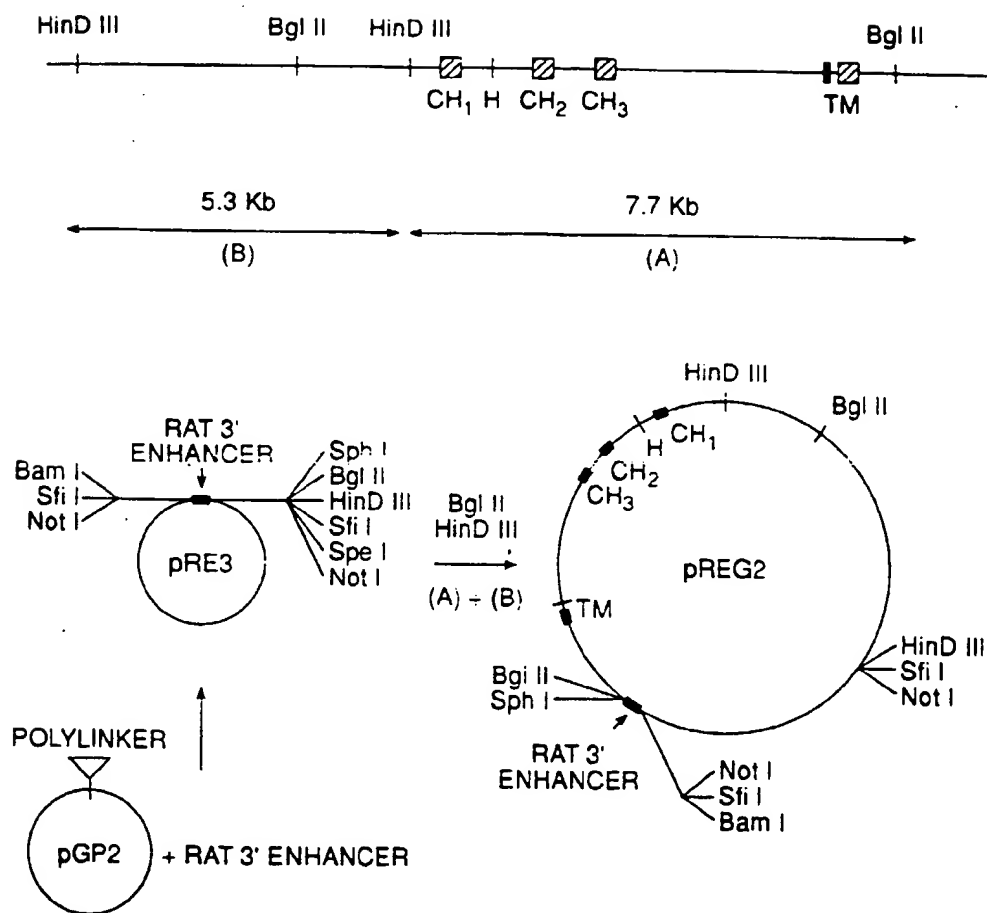 HinD III Bgl II HinD III Bgl II
CH1 H CH2 CH3 TM
5.3 Kb 7.7 Kb
(B) (A)
RAT 3'
ENHANCER
Bam I
Sfi I
Not I
Sph I
Bgl II
HinD III
Sfi I
Spe I
Not I
pRE3
Bgl II
HinD III
(A) ÷ (B)
HinD III
Bgl II
H CH1
CH2
CH3
pREG2
TM
Bgl II
Sph I
HinD III
Sfi I
Not I
RAT 3'
ENHANCER
Not I
Sfi I
Bam I
POLYLINKER
pGP2 + RAT 3' ENHANCER